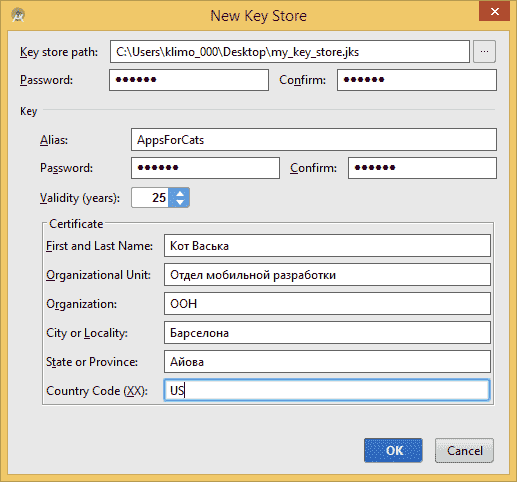 New Key Store
Key store path: C:\Users\klimo_000\Desktop\my_key_store.jks ...
Password: •••••• Confirm: ••••••
Key
Alias: AppsForCats
Password: •••••• Confirm: ••••••
Validity (years): 25
Certificate
First and Last Name: Кот Васька
Organizational Unit: Отдел мобильной разработки
Organization: ООН
City or Locality: Барселона
State or Province: Айова
Country Code (XX): US
OK Cancel